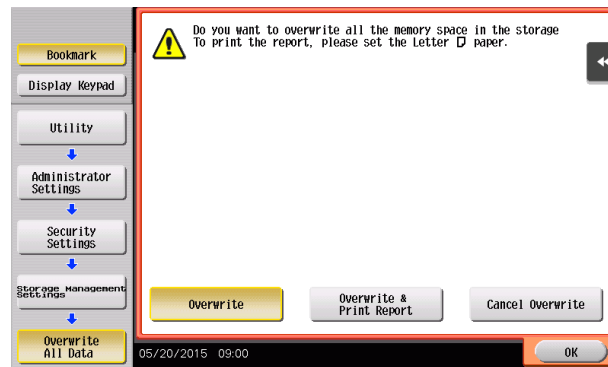 Do you want to overwrite all the memory space in the storage
To print the report, please set the Letter paper.
Bookmark
Display Keypad
Utility
Administrator
Settings
Security
Settings
Storage Management
Settings
Overwrite
All Data
Overwrite
Overwrite &
Print Report
Cancel Overwrite
05/20/2015 09:00
OK